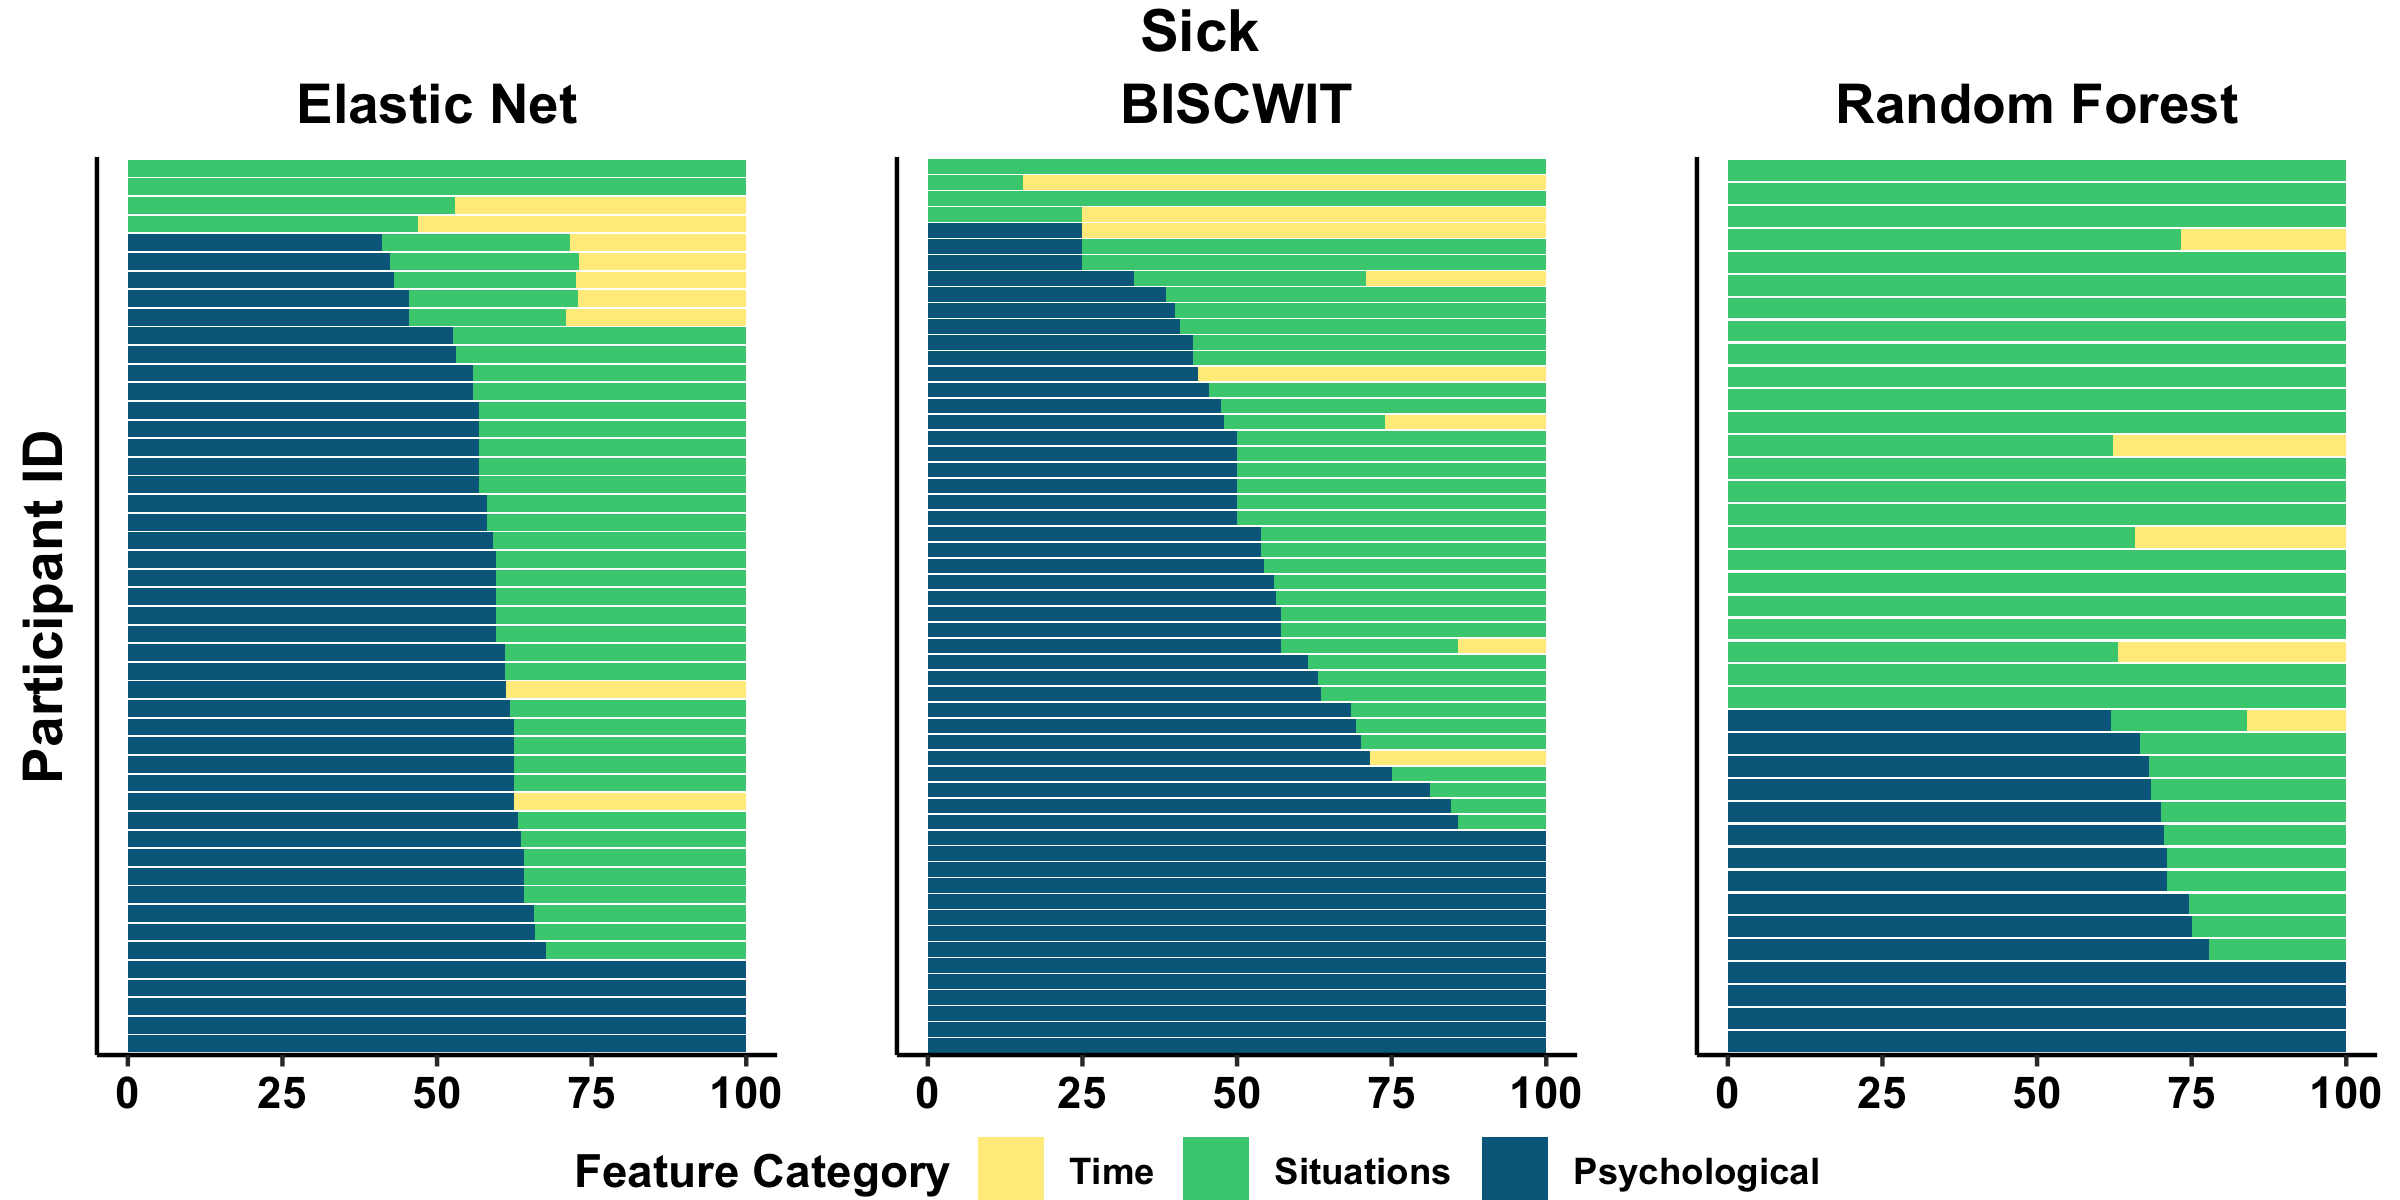 Sick
Elastic Net
BISCWIT
Random Forest
Participant ID
0 25 50 75 100
0 25 50 75 100
0 25 50 75 100
Feature Category Time Situations Psychological